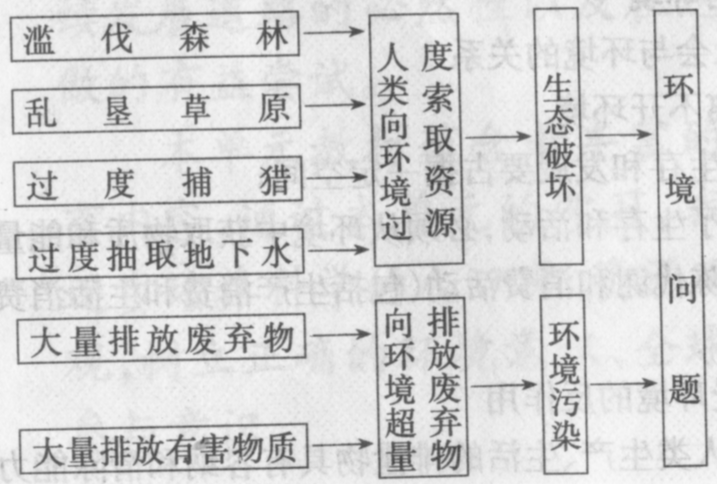 滥伐森林
乱垦草原
过度捕猎
过度抽取地下水
大量排放废弃物
大量排放有害物质
人类向环境过
度索取资源
向环境超量
排放废弃物
生态破坏
环境污染
环境问题